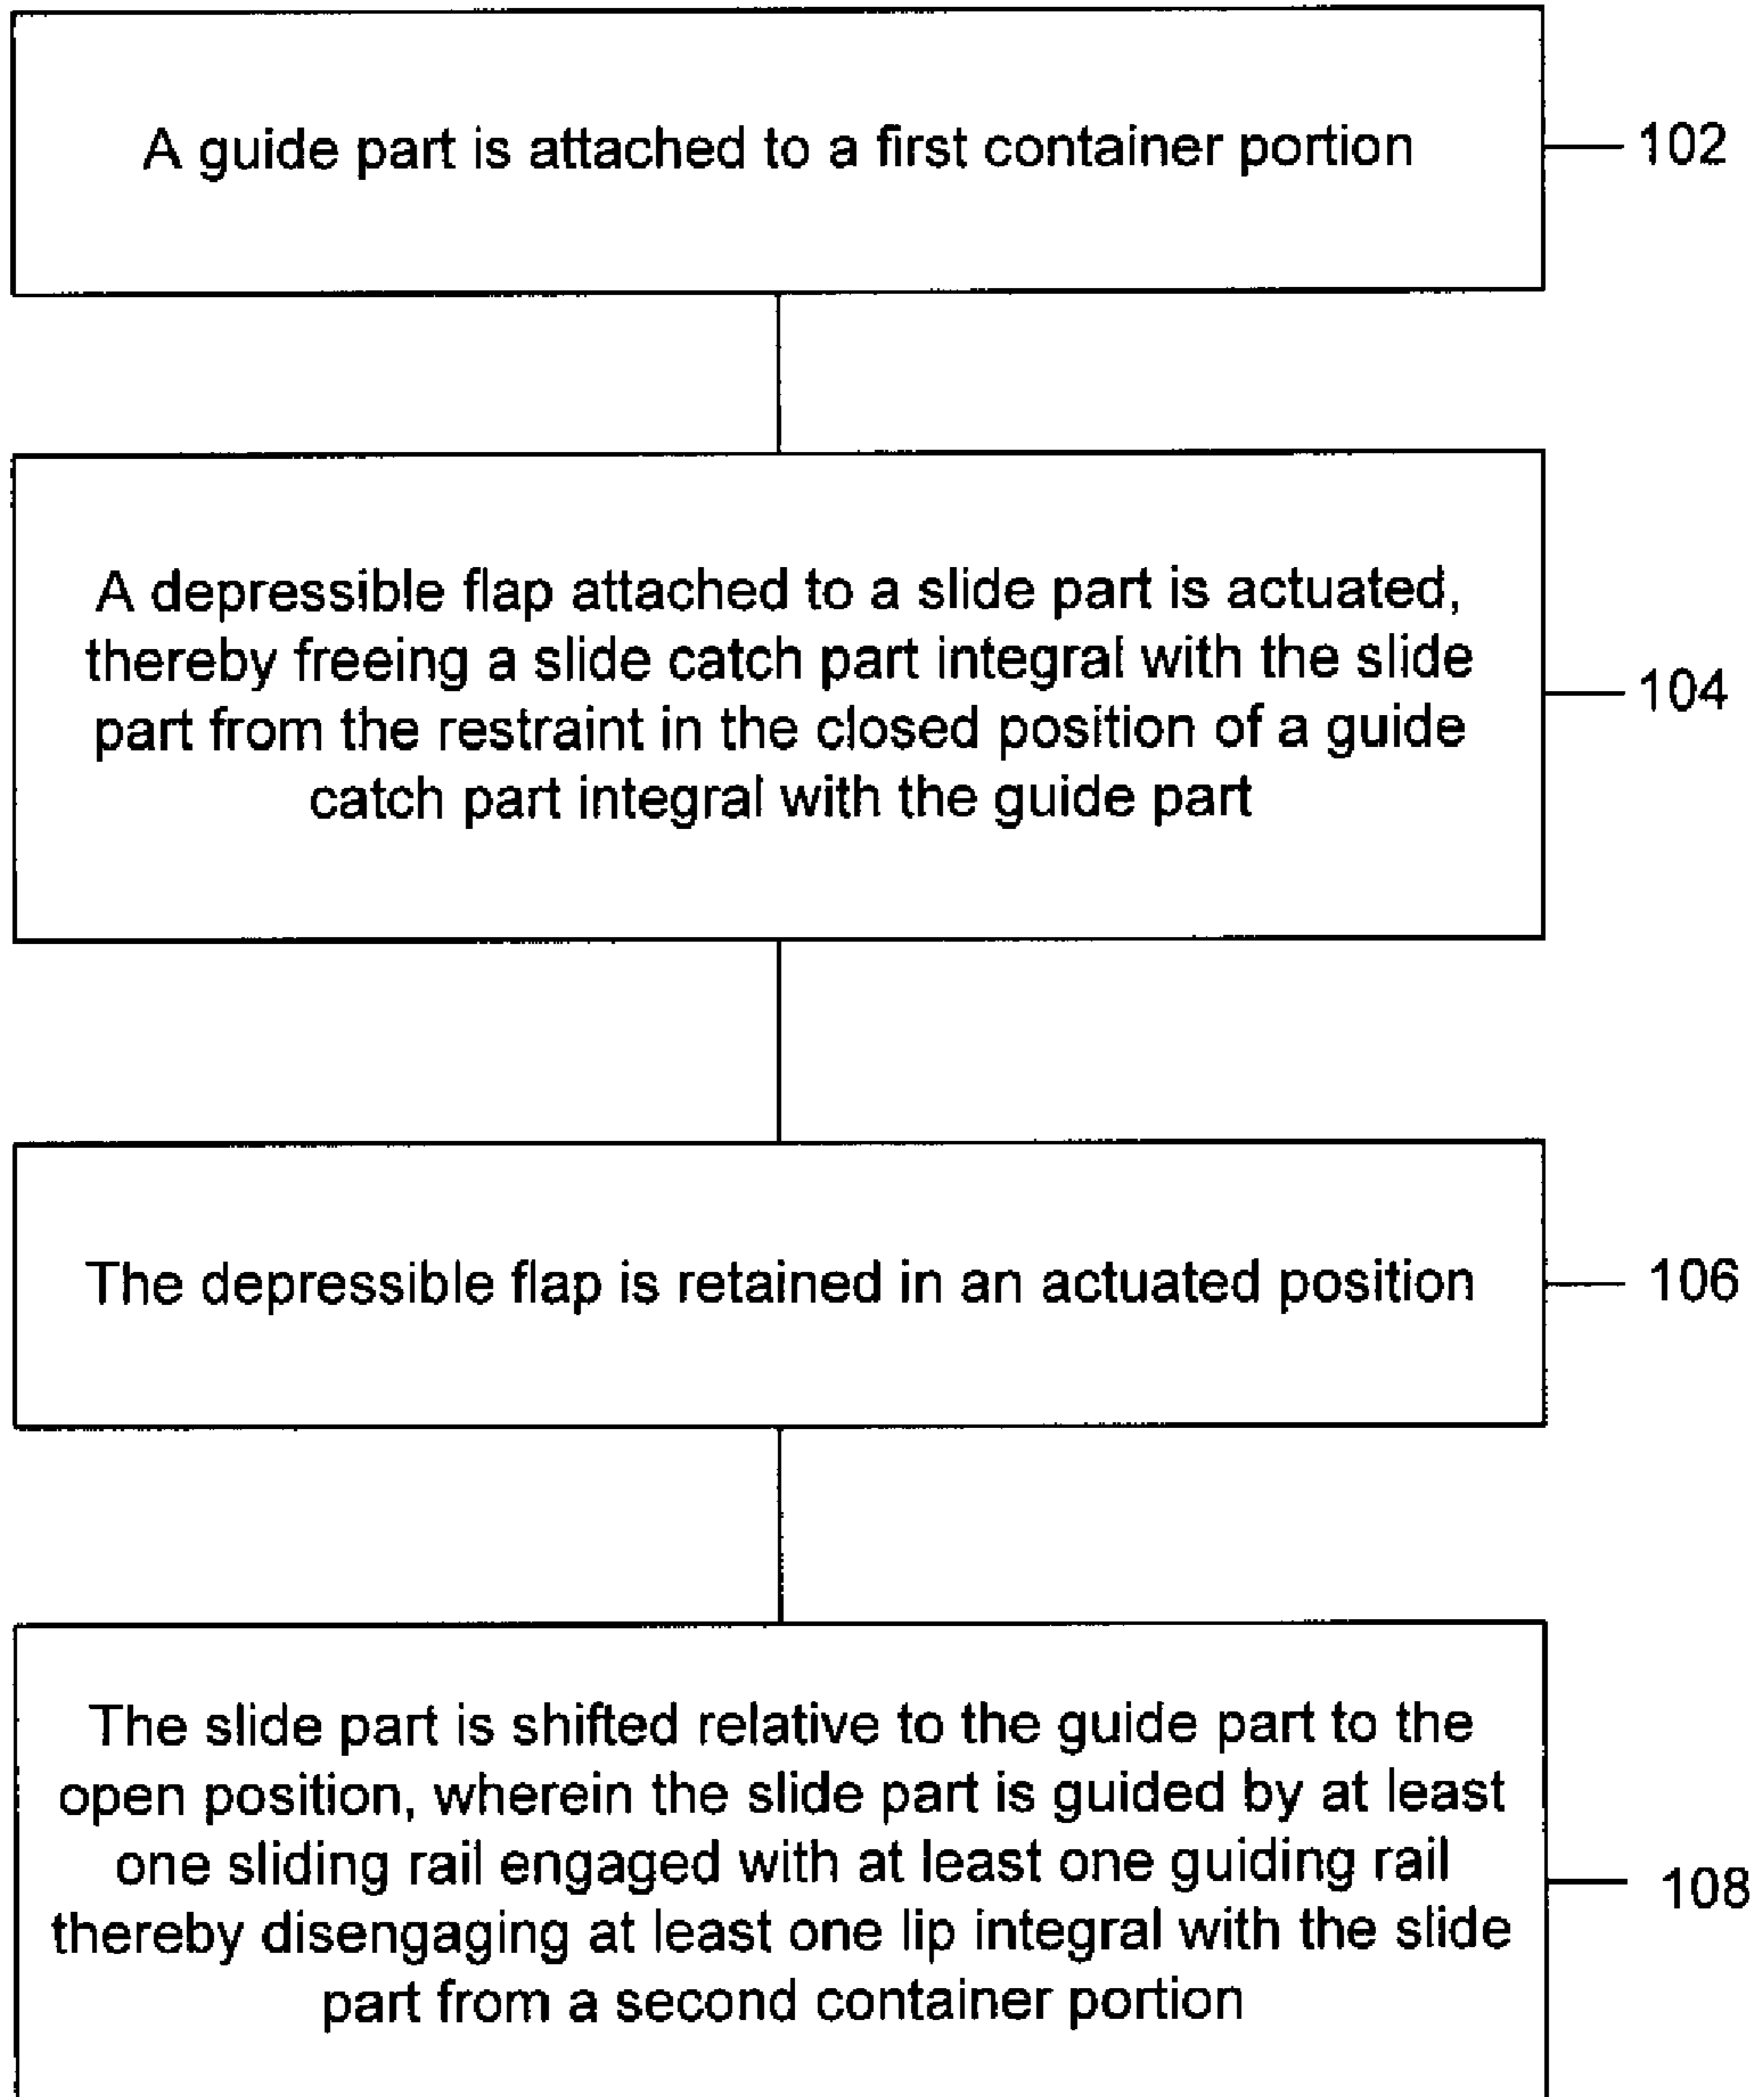 A guide part is attached to a first container portion
102
A depressible flap attached to a slide part is actuated,
thereby freeing a slide catch part integral with the slide
part from the restraint in the closed position of a guide
catch part integral with the guide part
104
The depressible flap is retained in an actuated position
106
The slide part is shifted relative to the guide part to the
open position, wherein the slide part is guided by at least
one sliding rail engaged with at least one guiding rail
thereby disengaging at least one lip integral with the slide
part from a second container portion
108